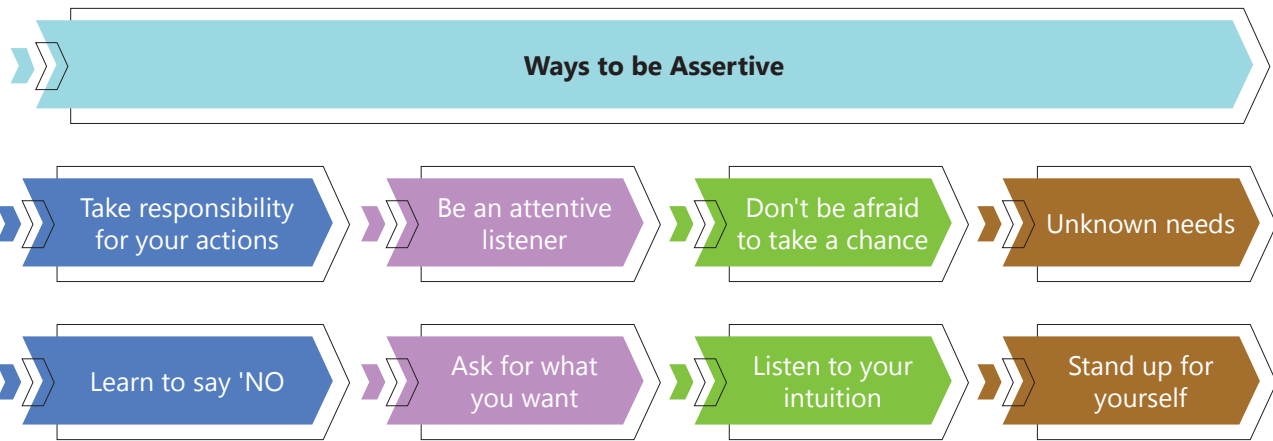 Ways to be Assertive
Take responsibility
for your actions
Be an attentive
listener
Don't be afraid
to take a chance
Unknown needs
Learn to say 'NO
Ask for what
you want
Listen to your
intuition
Stand up for
yourself